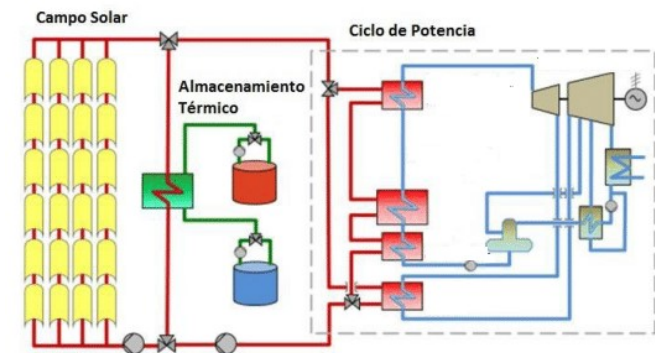 Campo Solar
Ciclo de Potencia
Almacenamiento
Térmico